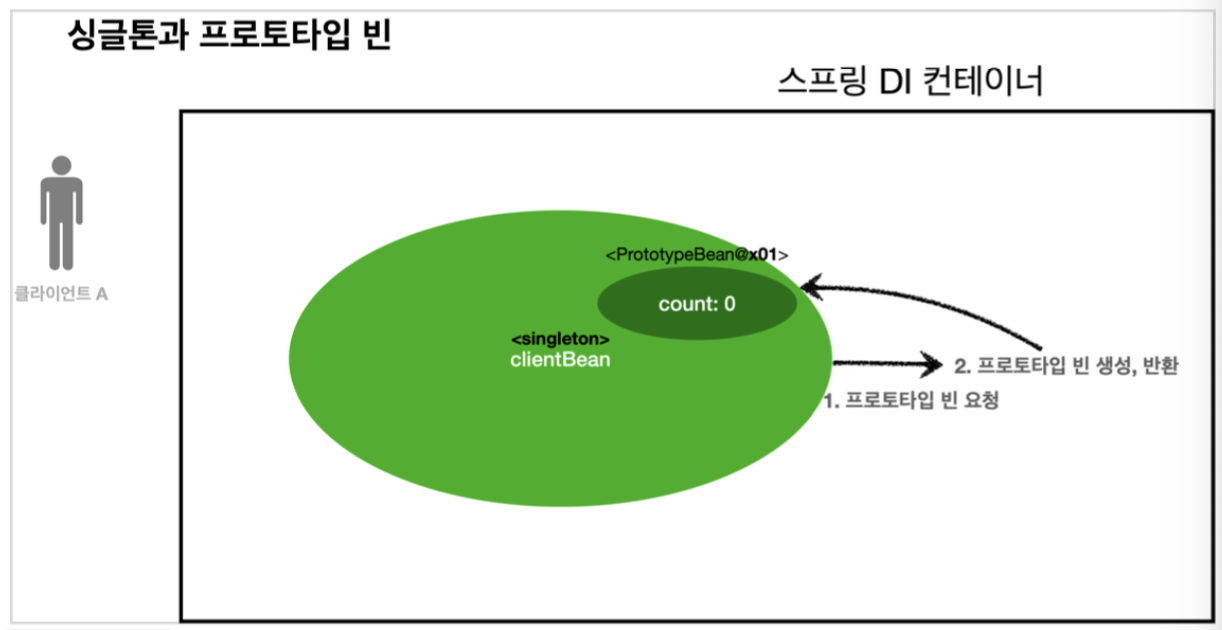 싱글톤과 프로토타입 빈
스프링 DI 컨테이너
클라이언트 A
<PrototypeBean@x01>
count: 0
<singleton>
clientBean
2. 프로토타입 빈 생성, 반환
1. 프로토타입 빈 요청